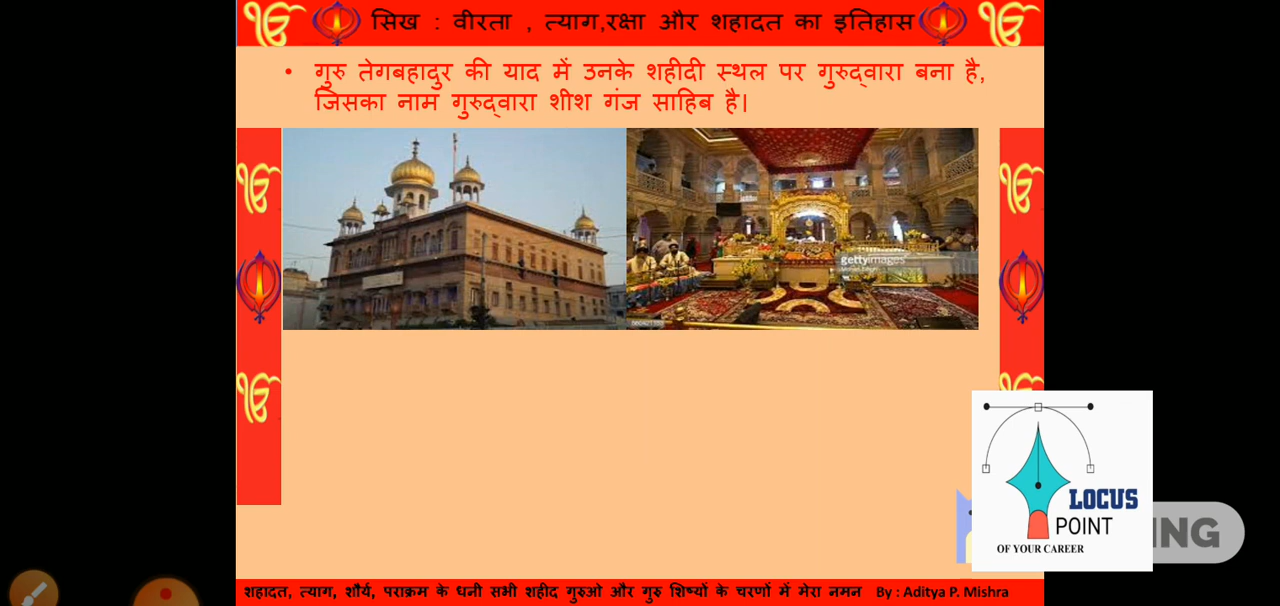 सिख : वीरता , त्याग,रक्षा और शहादत का इतिहास
• गुरु तेगबहादुर की याद में उनके शहीदी स्थल पर गुरुद्वारा बना है,
जिसका नाम गुरुद्वारा शीश गंज साहिब है।
gettyimages
LOCUS
POINT
OF YOUR CAREER
शहादत, त्याग, शौर्य, पराक्रम के धनी सभी शहीद गुरुओ और गुरु शिष्यों के चरणों में मेरा नमन By : Aditya P. Mishra